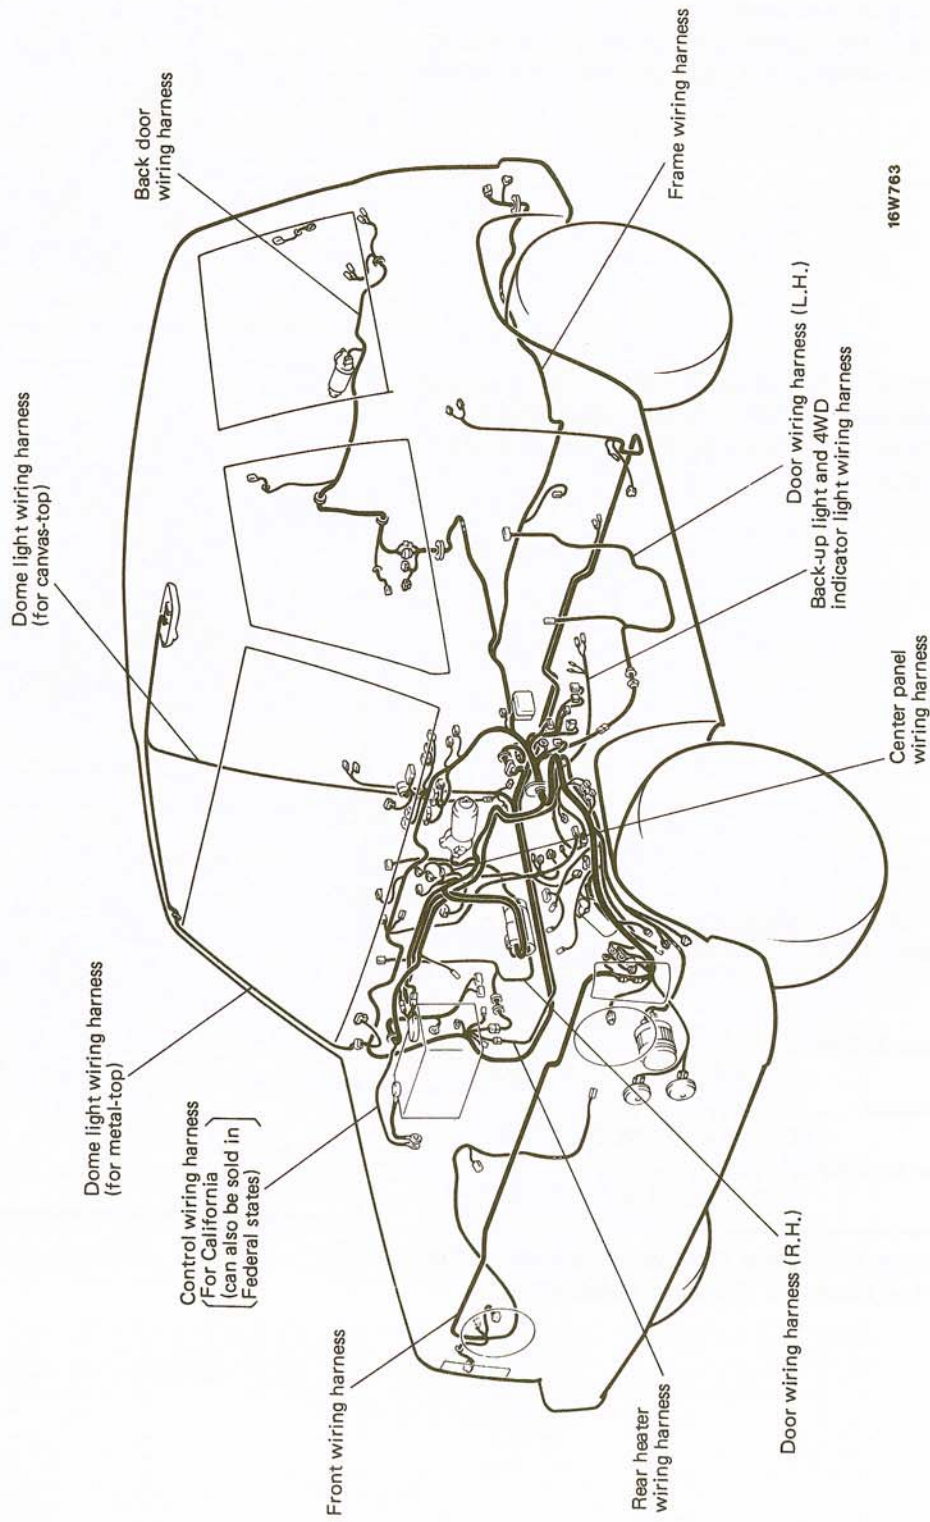 Dome light wiring harness
(for canvas-top)
Back door
wiring harness
Dome light wiring harness
(for metal-top)
Control wiring harness
For California
(can also be sold in
Federal states)
Front wiring harness
Frame wiring harness
Door wiring harness (L.H.)
Back-up light and 4WD
indicator light wiring harness
Center panel
wiring harness
Rear heater
wiring harness
Door wiring harness (R.H.)
16W763